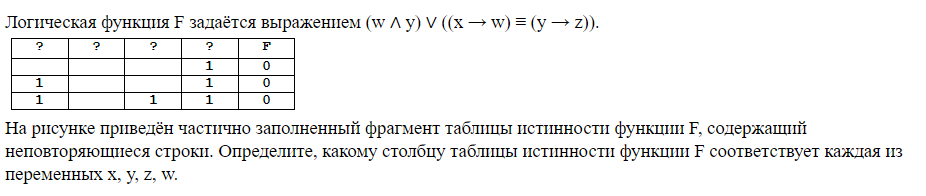 Логическая функция F задаётся выражением (w ∧ y) ∨ ((x → w) ≡ (y → z)).
? ? ? ? F
1 0
1 1 0
1 1 1 0
На рисунке приведён частично заполненный фрагмент таблицы истинности функции F, содержащий
неповторяющиеся строки. Определите, какому столбцу таблицы истинности функции F соответствует каждая из
переменных x, y, z, w.